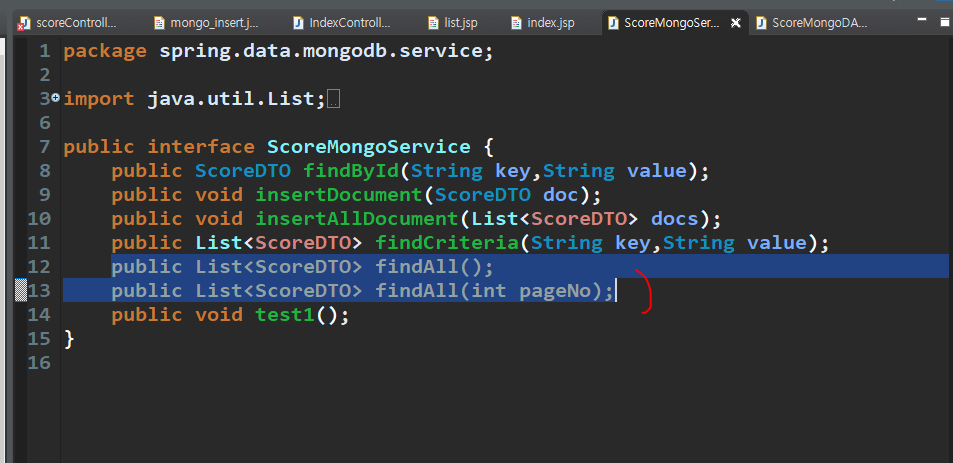 scoreControll...
mongo_insert.j...
IndexControll...
list.jsp
index.jsp
ScoreMongoSer...
ScoreMongoDA...
1 package spring.data.mongodb.service;
2
3 import java.util.List;
6
7 public interface ScoreMongoService {
8 public ScoreDTO findById(String key,String value);
9 public void insertDocument(ScoreDTO doc);
10 public void insertAllDocument(List<ScoreDTO> docs);
11 public List<ScoreDTO> findCriteria(String key,String value);
12 public List<ScoreDTO> findAll();
13 public List<ScoreDTO> findAll(int pageNo);
14 public void test1();
15 }
16